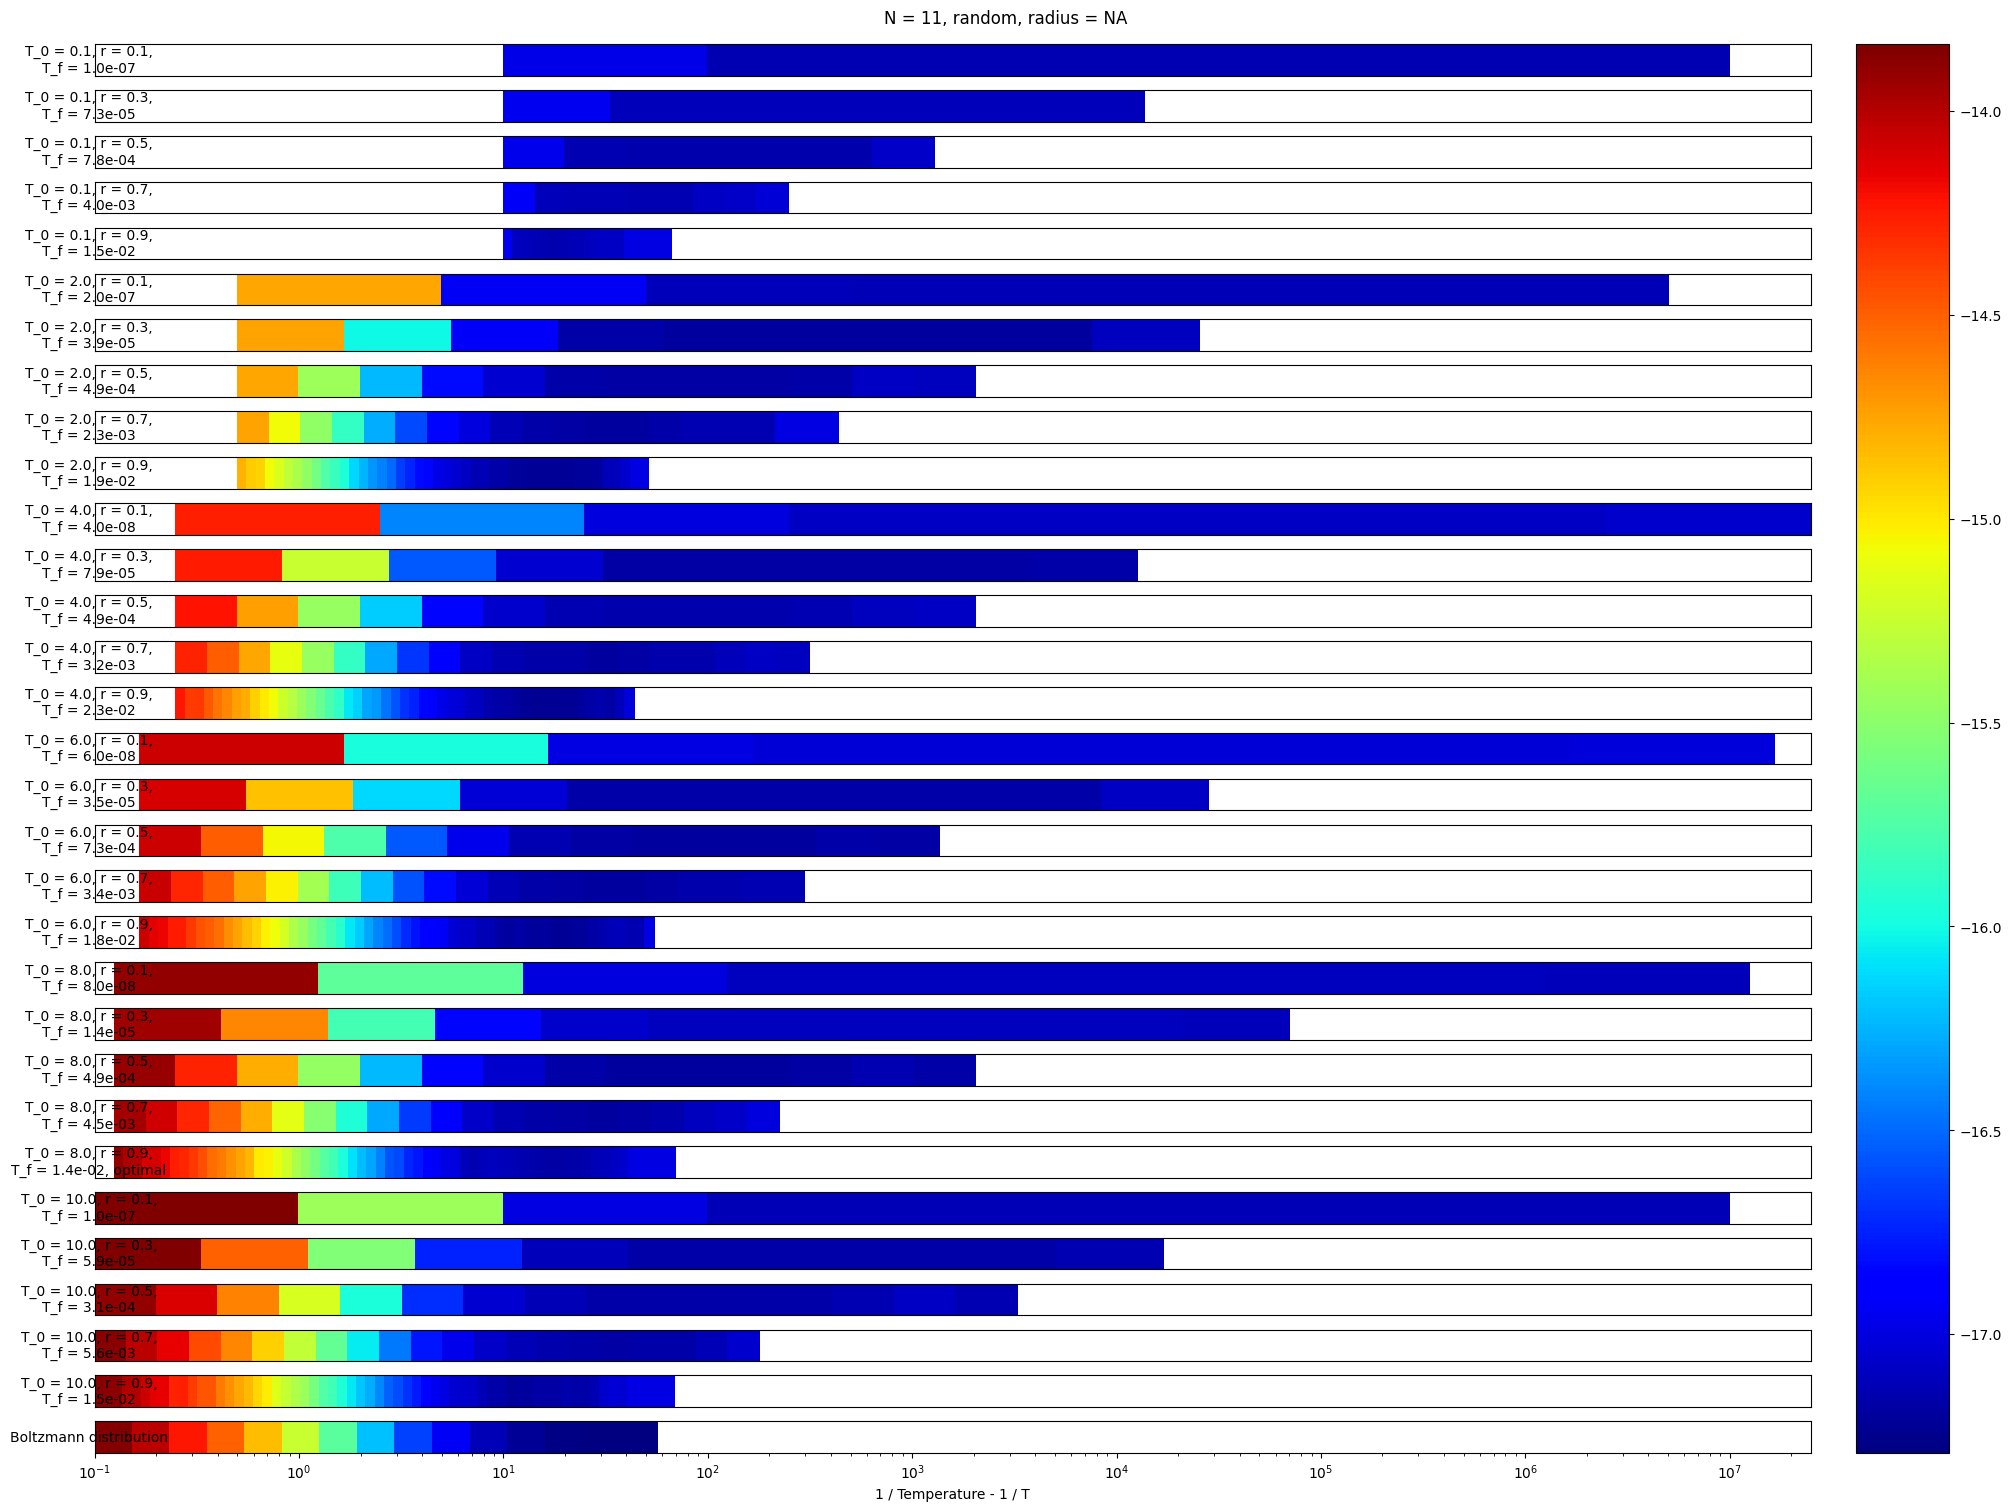 N = 11, random, radius = NA
T_0 = 0.1, r = 0.1,
T_f = 1.0e-07
T_0 = 0.1, r = 0.3,
T_f = 7.3e-05
T_0 = 0.1, r = 0.5,
T_f = 7.8e-04
T_0 = 0.1, r = 0.7,
T_f = 4.0e-03
T_0 = 0.1, r = 0.9,
T_f = 1.5e-02
T_0 = 2.0, r = 0.1,
T_f = 2.0e-07
T_0 = 2.0, r = 0.3,
T_f = 3.9e-05
T_0 = 2.0, r = 0.5,
T_f = 4.9e-04
T_0 = 2.0, r = 0.7,
T_f = 2.3e-03
T_0 = 2.0, r = 0.9,
T_f = 1.9e-02
T_0 = 4.0, r = 0.1,
T_f = 4.0e-08
T_0 = 4.0, r = 0.3,
T_f = 7.9e-05
T_0 = 4.0, r = 0.5,
T_f = 4.9e-04
T_0 = 4.0, r = 0.7,
T_f = 3.2e-03
T_0 = 4.0, r = 0.9,
T_f = 2.3e-02
T_0 = 6.0, r = 0.1,
T_f = 6.0e-08
T_0 = 6.0, r = 0.3,
T_f = 3.5e-05
T_0 = 6.0, r = 0.5,
T_f = 7.3e-04
T_0 = 6.0, r = 0.7,
T_f = 3.4e-03
T_0 = 6.0, r = 0.9,
T_f = 1.8e-02
T_0 = 8.0, r = 0.1,
T_f = 8.0e-08
T_0 = 8.0, r = 0.3,
T_f = 1.4e-05
T_0 = 8.0, r = 0.5,
T_f = 4.9e-04
T_0 = 8.0, r = 0.7,
T_f = 4.5e-03
T_0 = 8.0, r = 0.9,
T_f = 1.4e-02, optimal
T_0 = 10.0, r = 0.1,
T_f = 1.0e-07
T_0 = 10.0, r = 0.3,
T_f = 5.9e-05
T_0 = 10.0, r = 0.5,
T_f = 3.1e-04
T_0 = 10.0, r = 0.7,
T_f = 5.6e-03
T_0 = 10.0, r = 0.9,
T_f = 1.5e-02
Boltzmann distribution
10⁻¹ 10⁰ 10¹ 10² 10³ 10⁴ 10⁵ 10⁶ 10⁷
1 / Temperature - 1 / T
−14.0
−14.5
−15.0
−15.5
−16.0
−16.5
−17.0